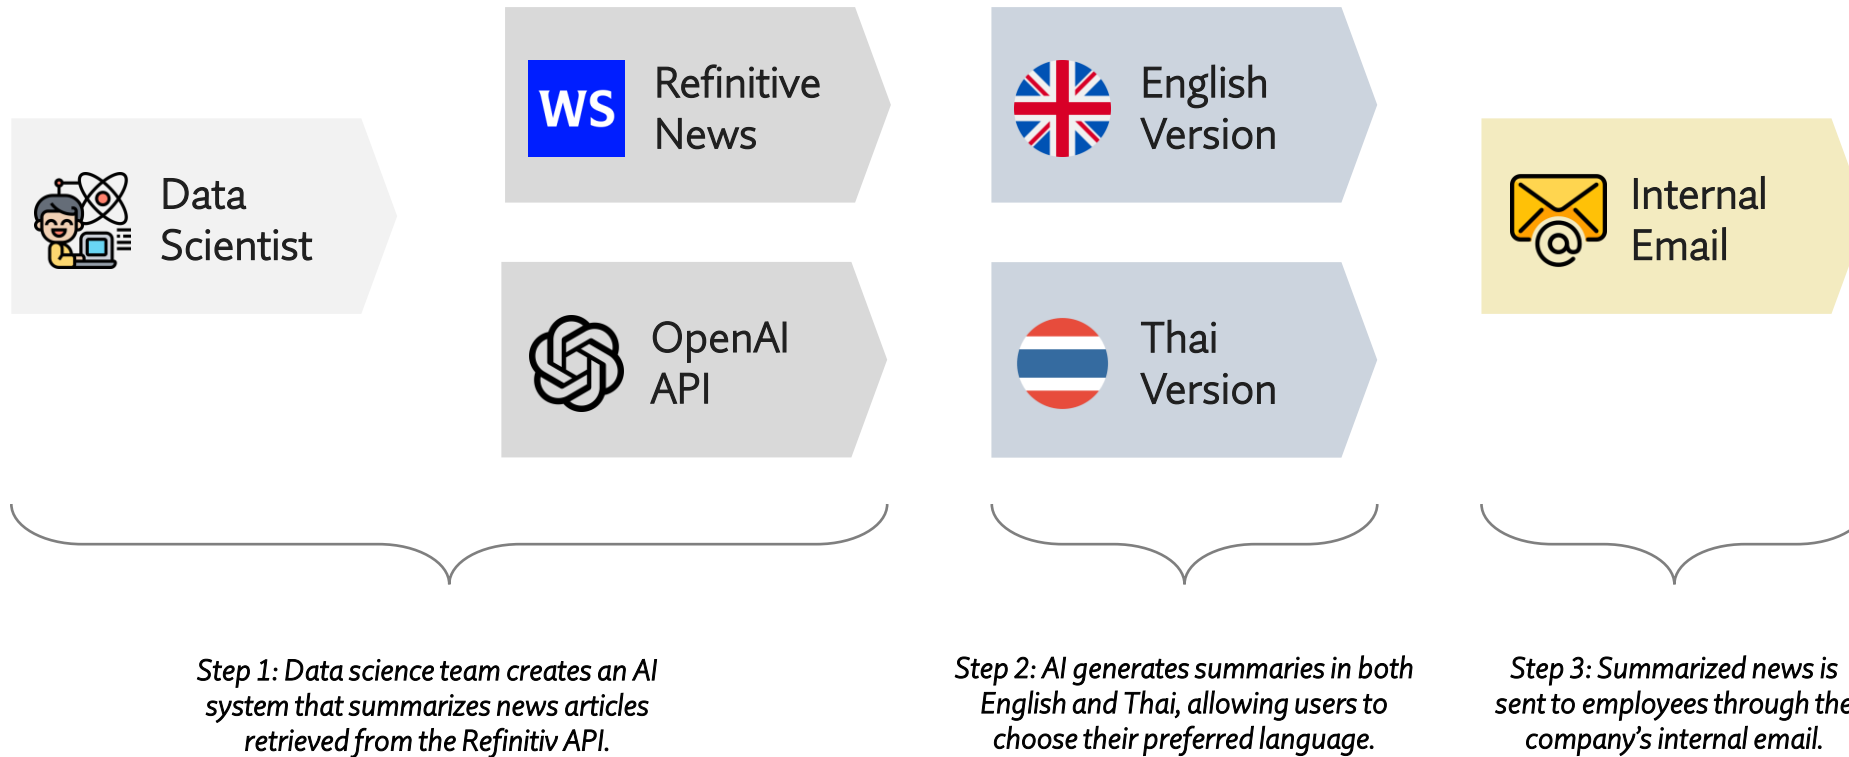 Data
Scientist
WS
Refinitive
News
OpenAI
API
English
Version
Thai
Version
@
Internal
Email
Step 1: Data science team creates an AI
system that summarizes news articles
retrieved from the Refinitiv API.
Step 2: AI generates summaries in both
English and Thai, allowing users to
choose their preferred language.
Step 3: Summarized news is
sent to employees through the
company's internal email.